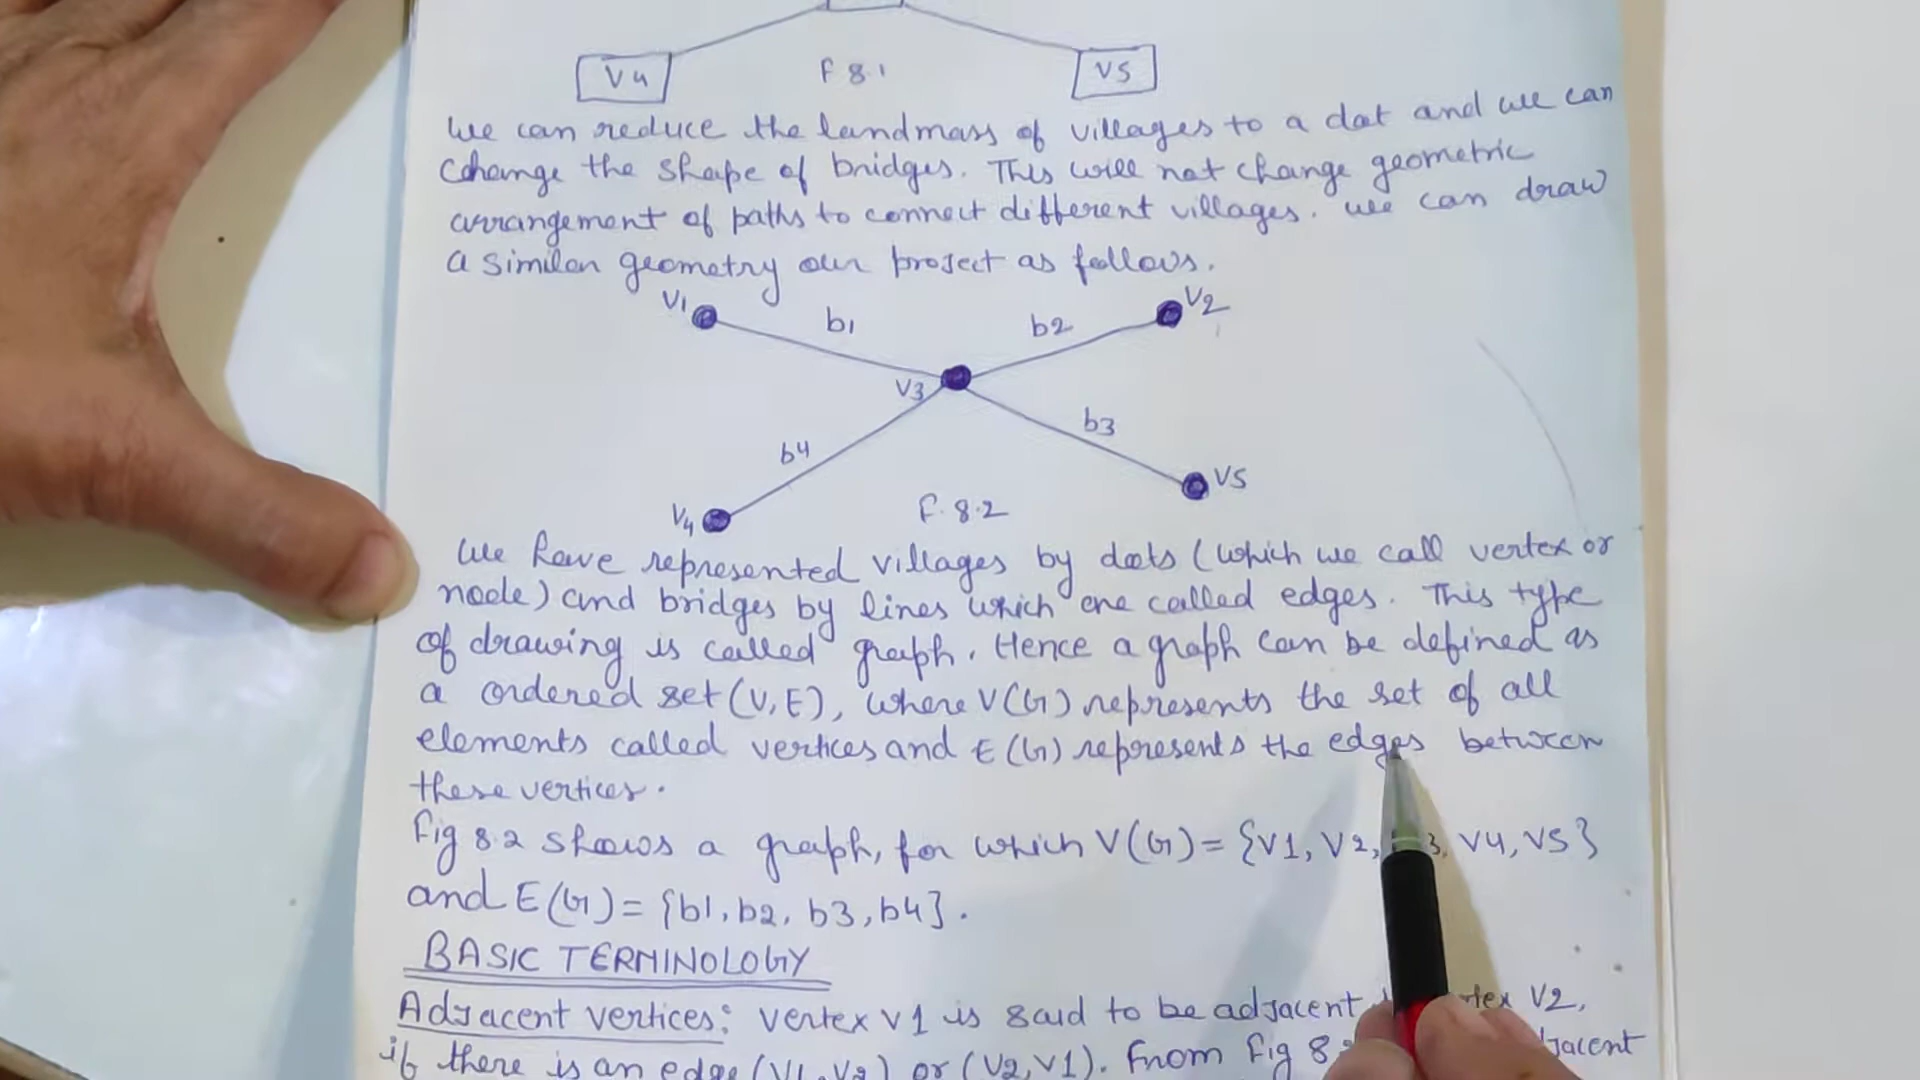 V4
F 8.1
V5
We can reduce the landmass of villages to a dot and we can
change the shape of bridges. This will not change geometric
arrangement of paths to connect different villages. We can draw
a similar geometry our project as follows.
V1
b1
b2
V2
V3
b4
b3
V4
F. 8.2
V5
We have represented villages by dots (which we call vertex or
node) and bridges by lines which are called edges. This type
of drawing is called graph. Hence a graph can be defined as
a ordered set (V,E), where V(G) represents the set of all
elements called vertices and E(G) represents the edges between
these vertices.
Fig 8.2 shows a graph, for which V(G) = {V1, V2, 3, V4, V5}
and E(G) = {b1, b2, b3, b4}.
BASIC TERMINOLOGY
Adjacent vertices: Vertex V1 is said to be adjacent V2,
if there is an edge (V1, V2) or (V2, V1). From Fig 8